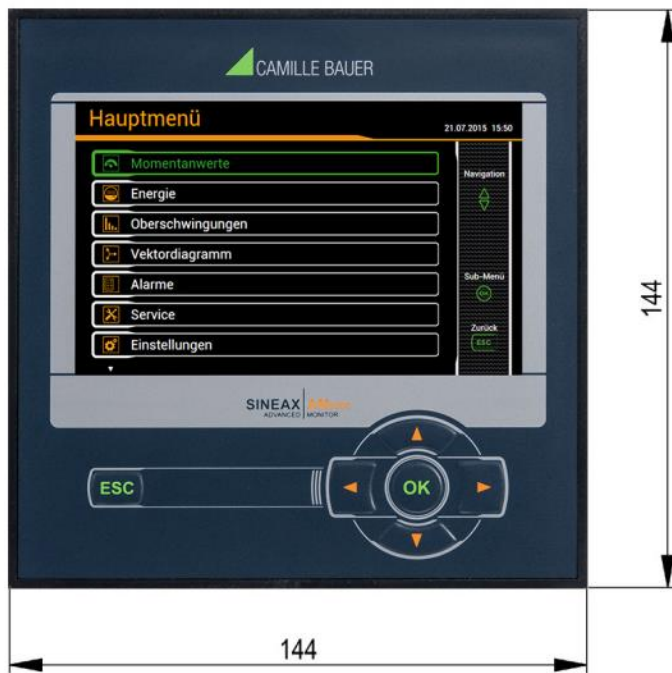 CAMILLE BAUER
Hauptmenü
21.07.2015 15:50
Momentanwerte
Navigation
Energie
Oberschwingungen
Vektordiagramm
Alarme
Sub-Menü
OK
Service
Zurück
ESC
Einstellungen
SINEAX
ADVANCED MONITOR
ESC
OK
144
144